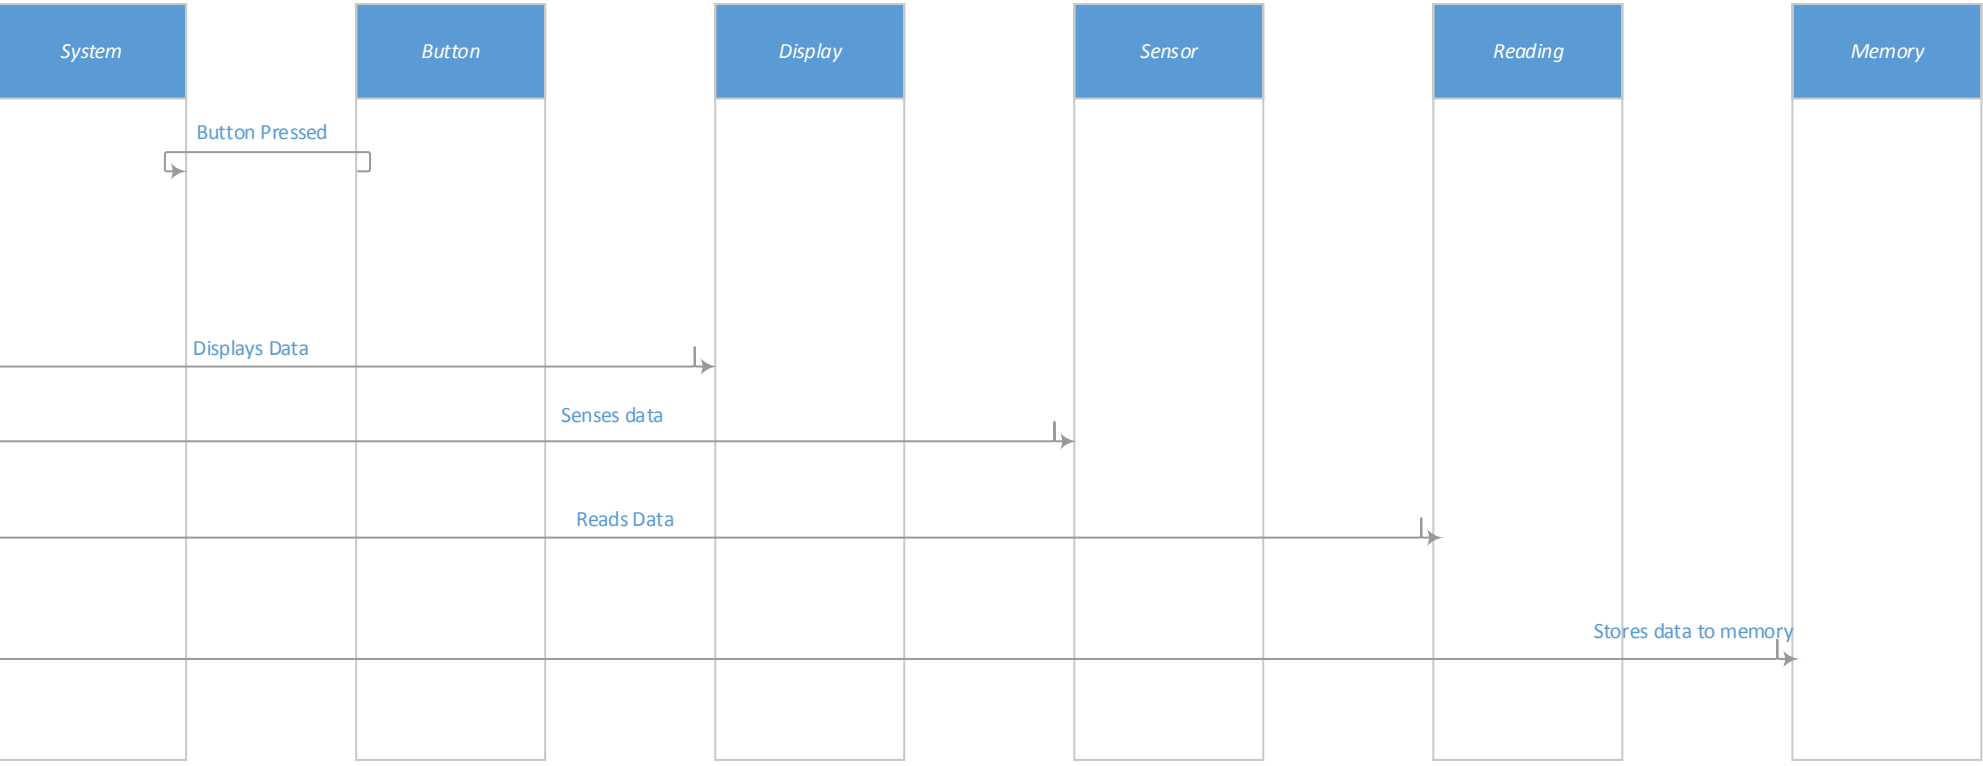 System
Button
Display
Sensor
Reading
Memory
Button Pressed
Displays Data
Senses data
Reads Data
Stores data to memory